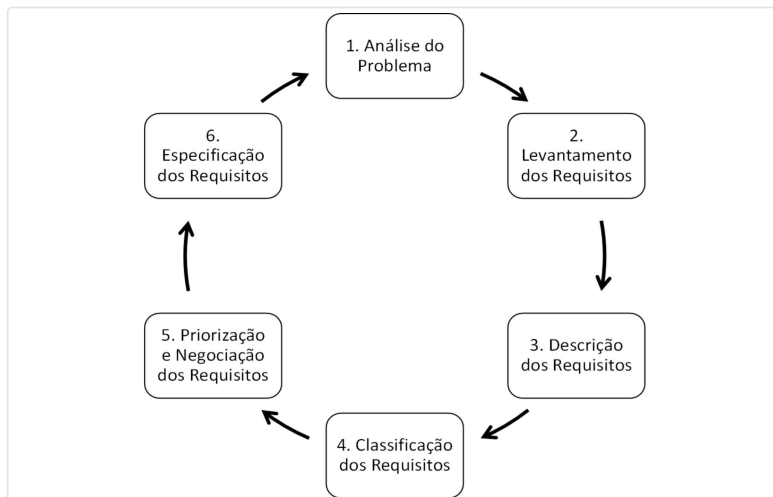 1. Análise do
Problema
2.
Levantamento
dos Requisitos
3. Descrição
dos Requisitos
4. Classificação
dos Requisitos
5. Priorização
e Negociação
dos Requisitos
6.
Especificação
dos Requisitos